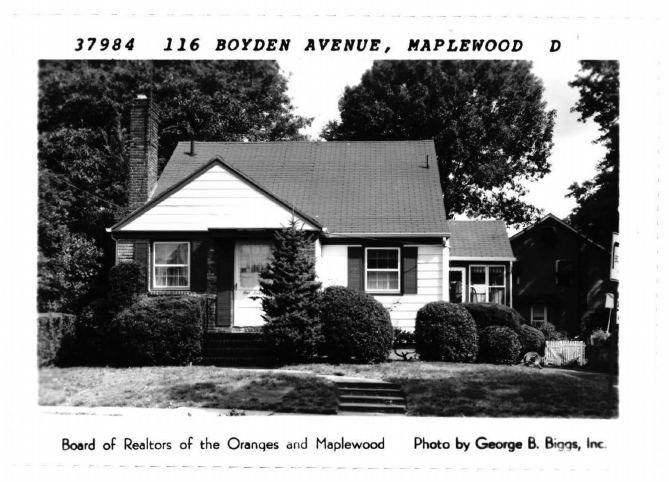 37984 116 BOYDEN AVENUE, MAPLEWOOD D
Board of Realtors of the Oranges and Maplewood Photo by George B. Biggs, Inc.